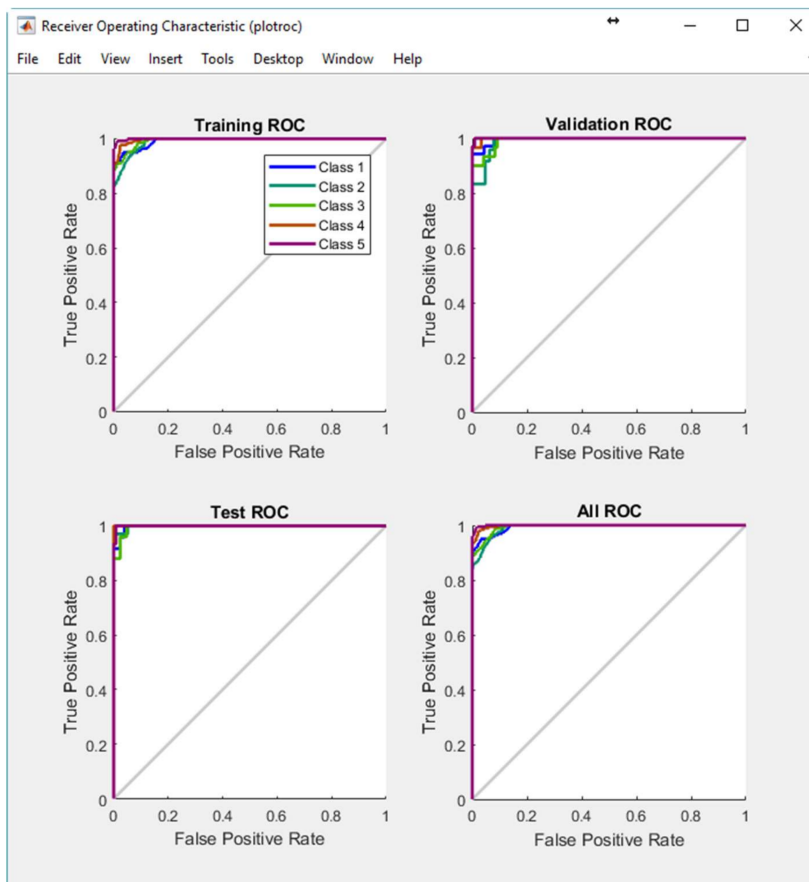 Receiver Operating Characteristic (plotroc)
File Edit View Insert Tools Desktop Window Help
Training ROC
1
0.8
0.6
0.4
0.2
0
True Positive Rate
Class 1
Class 2
Class 3
Class 4
Class 5
0 0.2 0.4 0.6 0.8 1
False Positive Rate
Validation ROC
1
0.8
0.6
0.4
0.2
0
True Positive Rate
0 0.2 0.4 0.6 0.8 1
False Positive Rate
Test ROC
1
0.8
0.6
0.4
0.2
0
True Positive Rate
0 0.2 0.4 0.6 0.8 1
False Positive Rate
All ROC
1
0.8
0.6
0.4
0.2
0
True Positive Rate
0 0.2 0.4 0.6 0.8 1
False Positive Rate